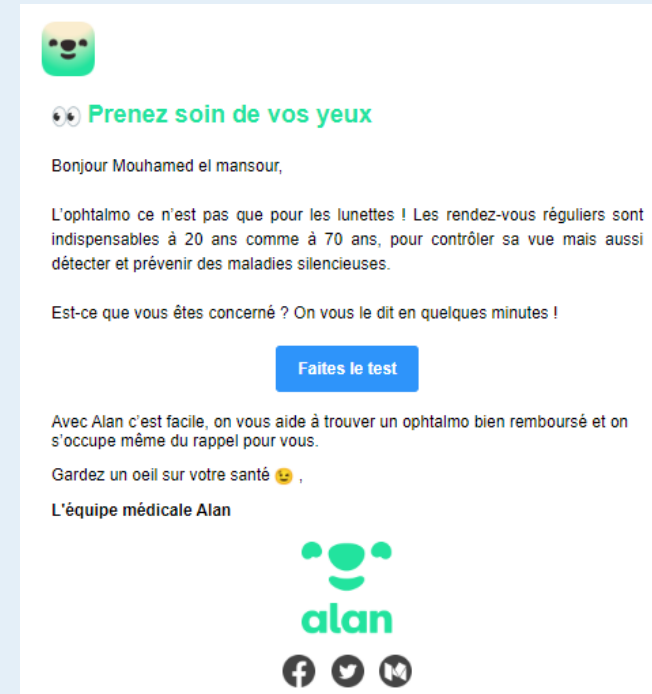 👀 Prenez soin de vos yeux
Bonjour Mouhamed el mansour,
L'ophtalmo ce n'est pas que pour les lunettes ! Les rendez-vous réguliers sont
indispensables à 20 ans comme à 70 ans, pour contrôler sa vue mais aussi
détecter et prévenir des maladies silencieuses.
Est-ce que vous êtes concerné ? On vous le dit en quelques minutes !
Faites le test
Avec Alan c'est facile, on vous aide à trouver un ophtalmo bien remboursé et on
s'occupe même du rappel pour vous.
Gardez un oeil sur votre santé 😉 ,
L'équipe médicale Alan
alan